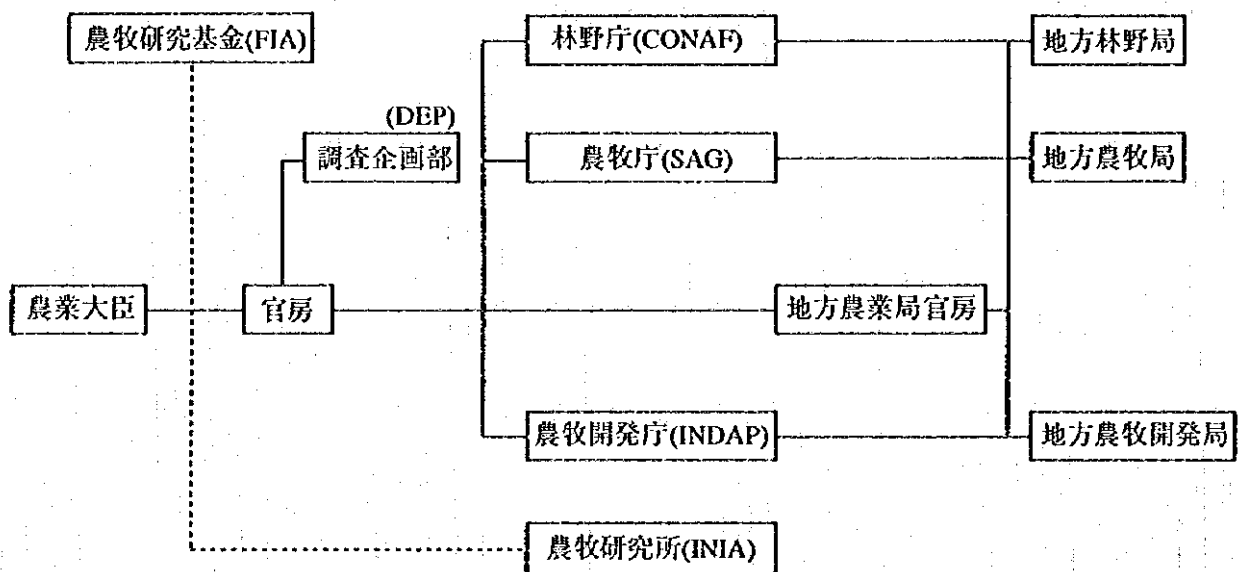 農牧研究基金(FIA)
林野庁(CONAF)
地方林野局
(DEP)
調査企画部
農牧庁(SAG)
地方農牧局
農業大臣
官房
地方農業局官房
農牧開発庁(INDAP)
地方農牧開発局
農牧研究所(INIA)